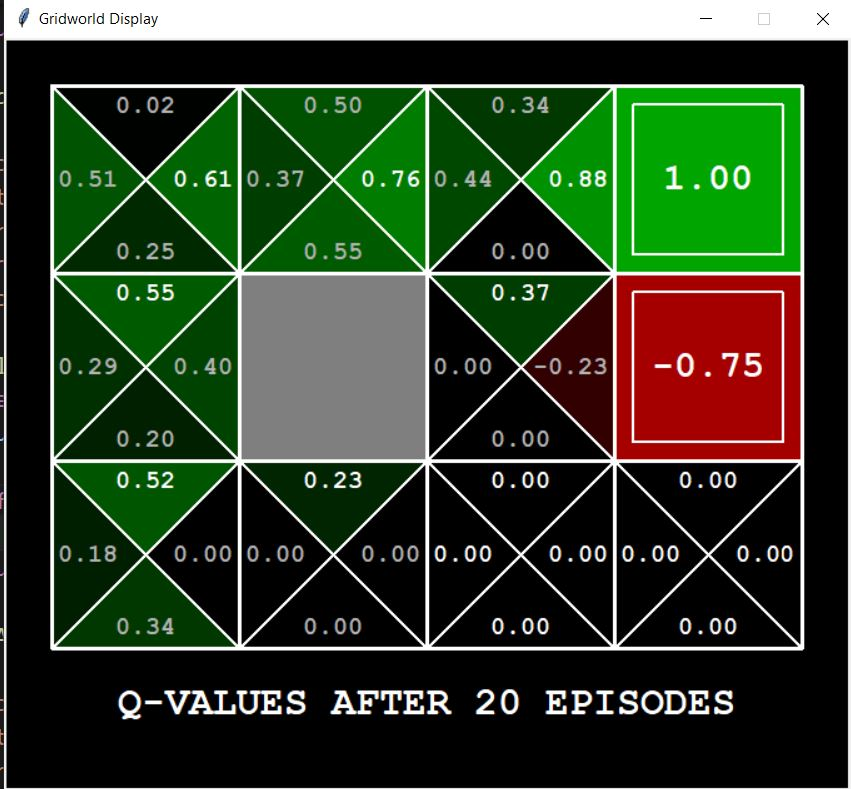 Gridworld Display
0.02 0.50 0.34
0.51 0.61 0.37 0.76 0.44 0.88 1.00
0.25 0.55 0.00
0.55 0.37
0.29 0.40 0.00 -0.23 -0.75
0.20 0.00
0.52 0.23 0.00 0.00
0.18 0.00 0.00 0.00 0.00 0.00 0.00 0.00
0.34 0.00 0.00 0.00
Q-VALUES AFTER 20 EPISODES